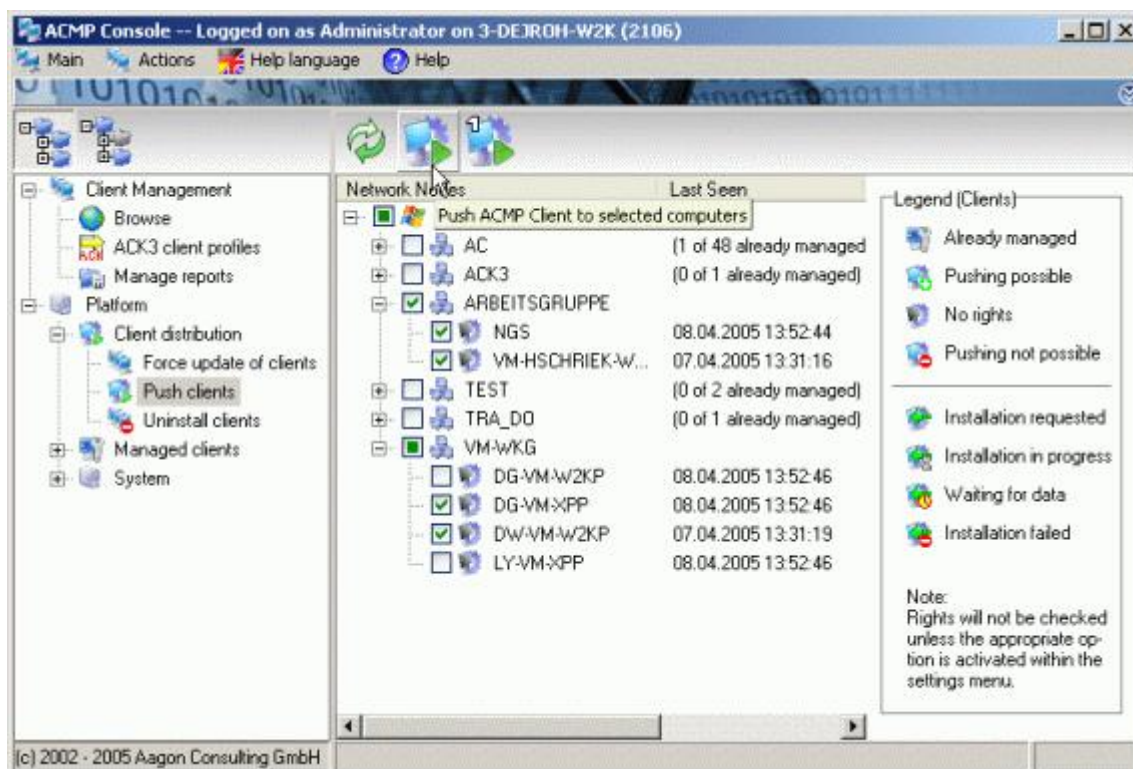 ACMP Console -- Logged on as Administrator on 3-DEJROH-W2K (2106)
Main Actions Help language Help
Client Management
Browse
ACK3 client profiles
Manage reports
Platform
Client distribution
Force update of clients
Push clients
Uninstall clients
Managed clients
System
Network Nodes Last Seen
Push ACMP Client to selected computers
AC (1 of 48 already managed
ACK3 (0 of 1 already managed)
ARBEITSGRUPPE
NGS 08.04.2005 13:52:44
VM-HSCHRIEK-W... 07.04.2005 13:31:16
TEST (0 of 2 already managed)
TRA_DO (0 of 1 already managed)
VM-WKG
DG-VM-W2KP 08.04.2005 13:52:46
DG-VM-XPP 08.04.2005 13:52:46
DW-VM-W2KP 07.04.2005 13:31:19
LY-VM-XPP 08.04.2005 13:52:46
Legend (Clients)
Already managed
Pushing possible
No rights
Pushing not possible
Installation requested
Installation in progress
Waiting for data
Installation failed
Note:
Rights will not be checked
unless the appropriate op-
tion is activated within the
settings menu.
(c) 2002 - 2005 Aagon Consulting GmbH